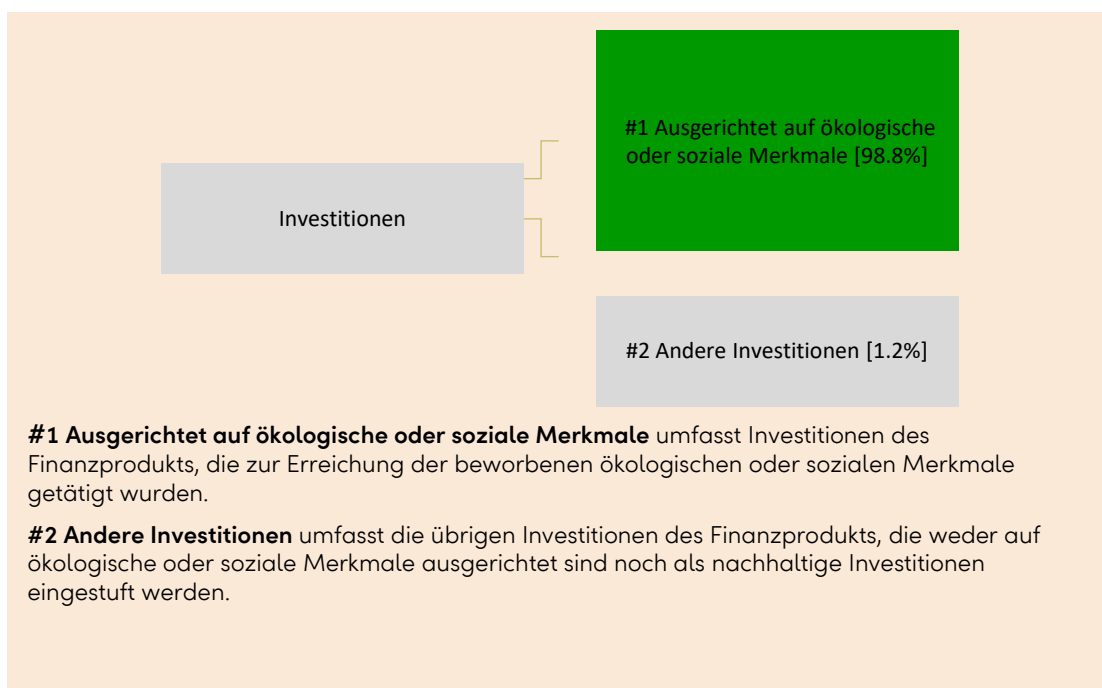 #1 Ausgerichtet auf ökologische
oder soziale Merkmale [98.8%]
Investitionen
#2 Andere Investitionen [1.2%]
#1 Ausgerichtet auf ökologische oder soziale Merkmale umfasst Investitionen des
Finanzprodukts, die zur Erreichung der beworbenen ökologischen oder sozialen Merkmale
getätigt wurden.
#2 Andere Investitionen umfasst die übrigen Investitionen des Finanzprodukts, die weder auf
ökologische oder soziale Merkmale ausgerichtet sind noch als nachhaltige Investitionen
eingestuft werden.